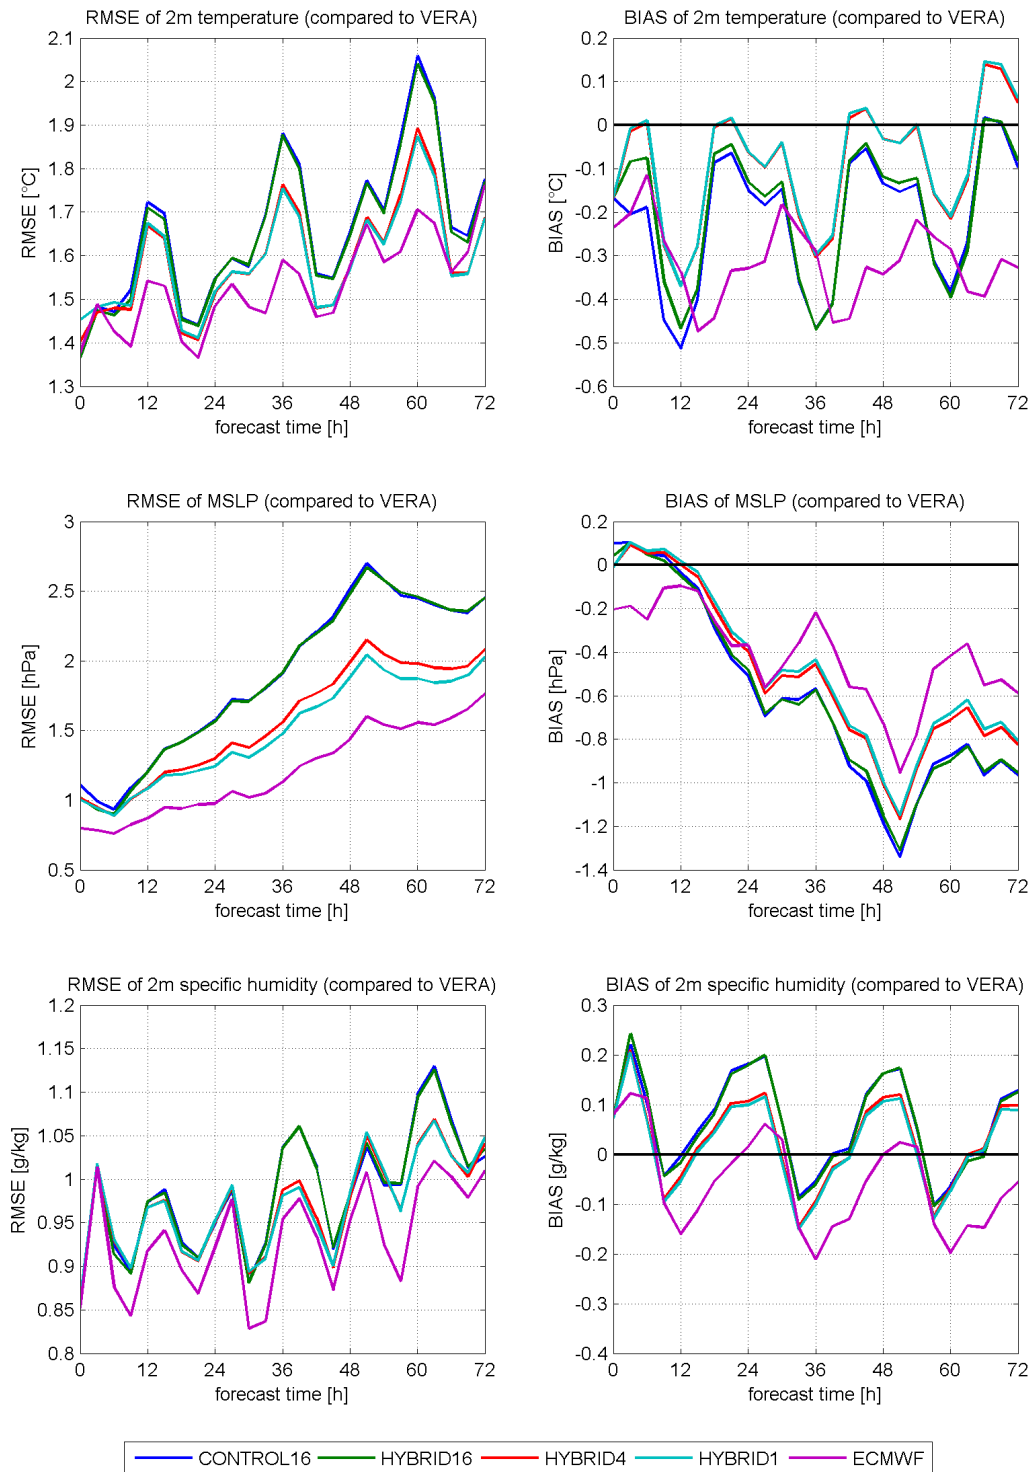 RMSE of 2m temperature (compared to VERA)
2.1
2
1.9
1.8
1.7
1.6
1.5
1.4
1.3
RMSE [°C]
0 12 24 36 48 60 72
forecast time [h]
BIAS of 2m temperature (compared to VERA)
0.2
0.1
0
-0.1
-0.2
-0.3
-0.4
-0.5
-0.6
BIAS [°C]
0 12 24 36 48 60 72
forecast time [h]
RMSE of MSLP (compared to VERA)
3
2.5
2
1.5
1
0.5
RMSE [hPa]
0 12 24 36 48 60 72
forecast time [h]
BIAS of MSLP (compared to VERA)
0.2
0
-0.2
-0.4
-0.6
-0.8
-1
-1.2
-1.4
BIAS [hPa]
0 12 24 36 48 60 72
forecast time [h]
RMSE of 2m specific humidity (compared to VERA)
1.2
1.15
1.1
1.05
1
0.95
0.9
0.85
0.8
RMSE [g/kg]
0 12 24 36 48 60 72
forecast time [h]
BIAS of 2m specific humidity (compared to VERA)
0.3
0.2
0.1
0
-0.1
-0.2
-0.3
-0.4
BIAS [g/kg]
0 12 24 36 48 60 72
forecast time [h]
CONTROL16 HYBRID16 HYBRID4 HYBRID1 ECMWF